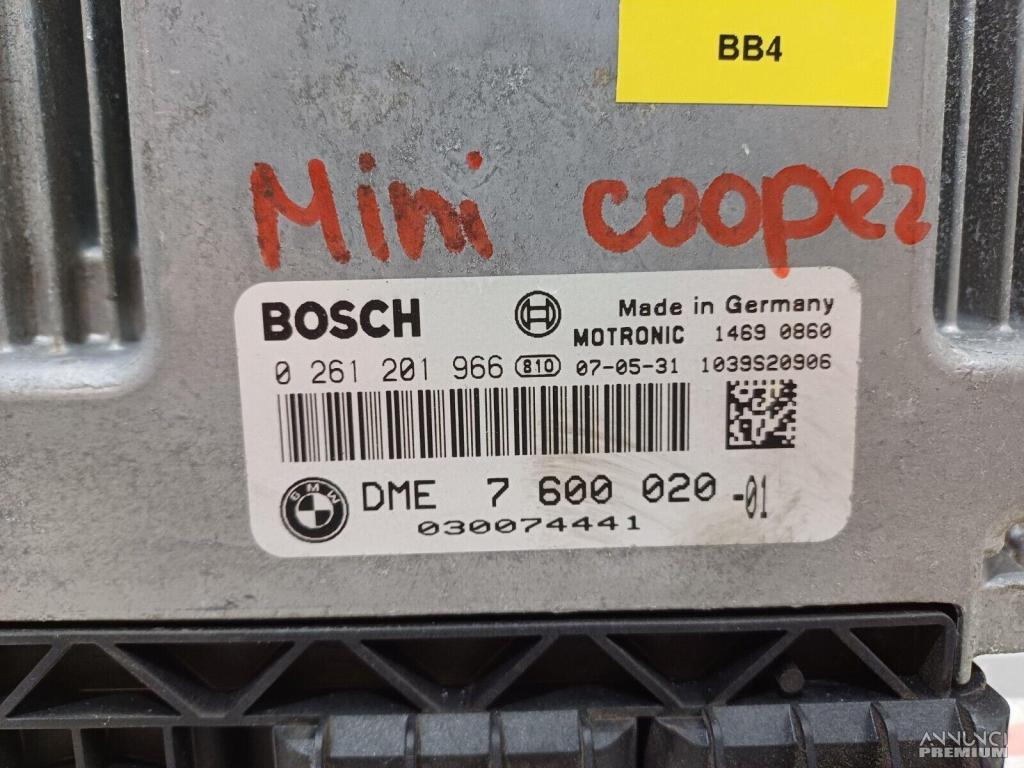 BB4
Mini cooper
BOSCH
Made in Germany
MOTRONIC 1469 0860
0 261 201 966 810 07-05-31 1039S20906
BMW
DME 7 600 020 -01
030074441
ANNUNCI
PREMIUM